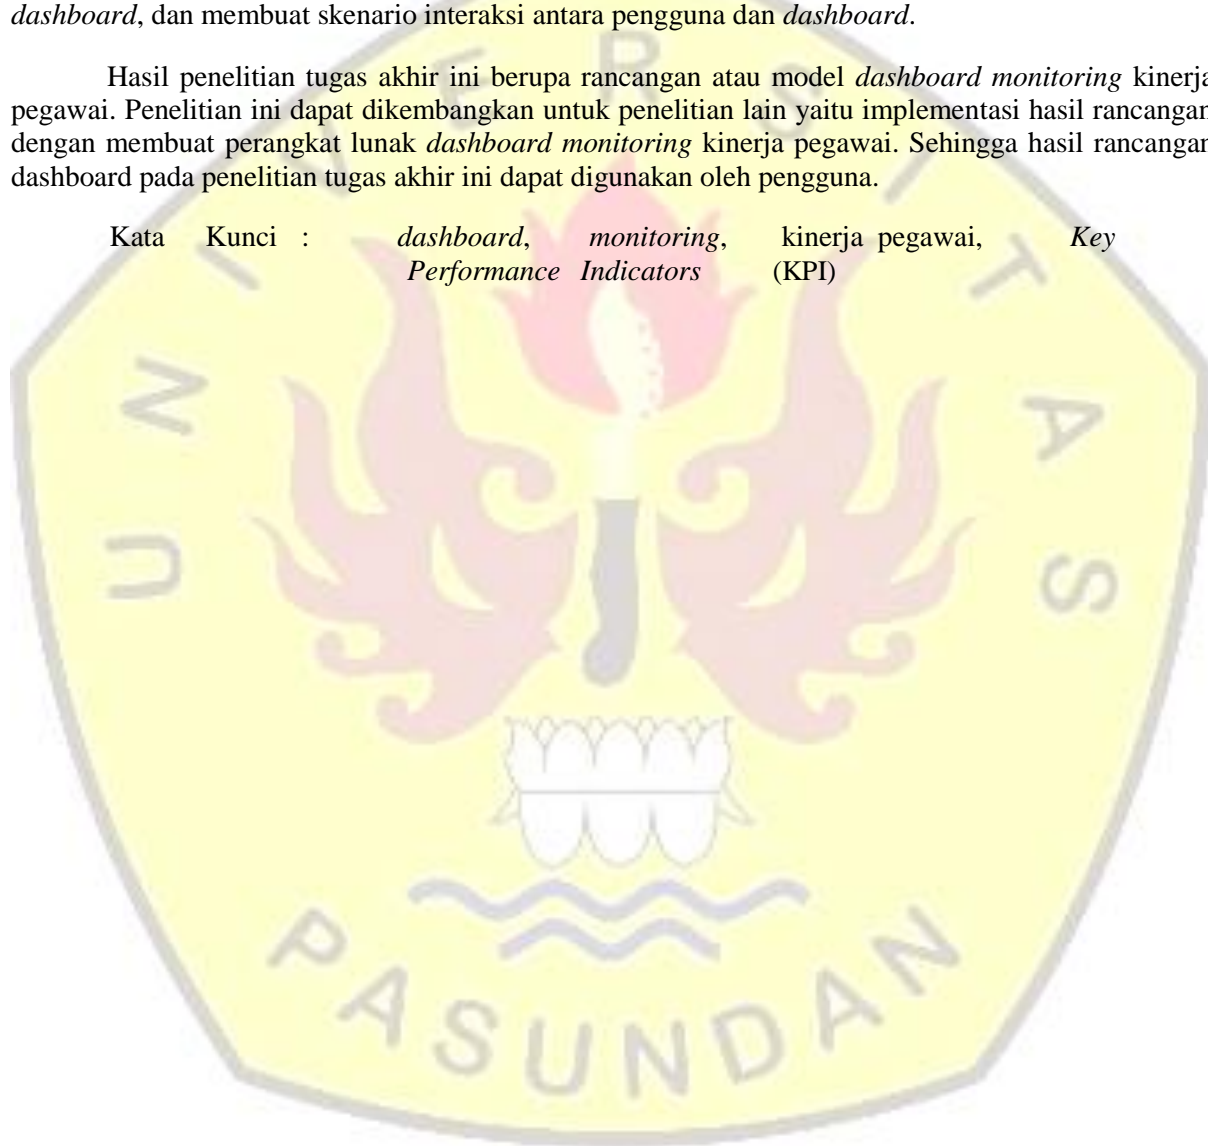 dashboard, dan membuat skenario interaksi antara pengguna dan dashboard.
Hasil penelitian tugas akhir ini berupa rancangan atau model dashboard monitoring kinerja
pegawai. Penelitian ini dapat dikembangkan untuk penelitian lain yaitu implementasi hasil rancangan
dengan membuat perangkat lunak dashboard monitoring kinerja pegawai. Sehingga hasil rancangan
dashboard pada penelitian tugas akhir ini dapat digunakan oleh pengguna.
Kata Kunci : dashboard, monitoring, kinerja pegawai, Key
Performance Indicators (KPI)
UNIVERSITAS
PASUNDAN